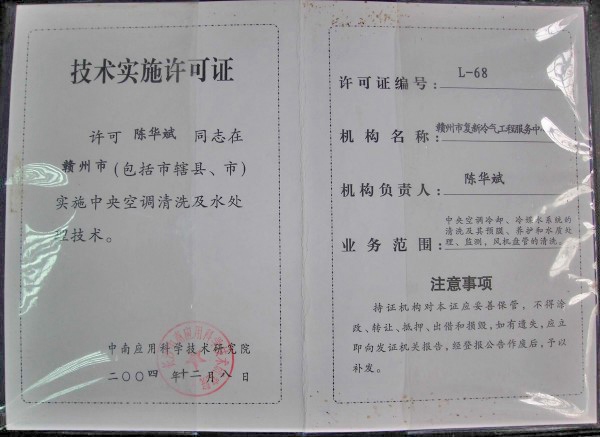 技术实施许可证
许可 陈华斌 同志在
赣州市(包括市辖县、市)
实施中央空调清洗及水处
理技术。
中南应用科学技术研究院
二〇〇四年十二月八日
许可证编号: L-68
机构名称: 赣州市复新冷气工程服务中
机构负责人: 陈华斌
业务范围: 中央空调冷却、冷媒水系统的
清洗及其预膜、养护和水质处
理、监测,风机盘管的清洗。
注意事项
持证机构对本证应妥善保管,不得涂
改、转让、抵押、出借和损毁,如有遗失,应立
即向发证机关报告,经登报公告作废后,予以
补发。